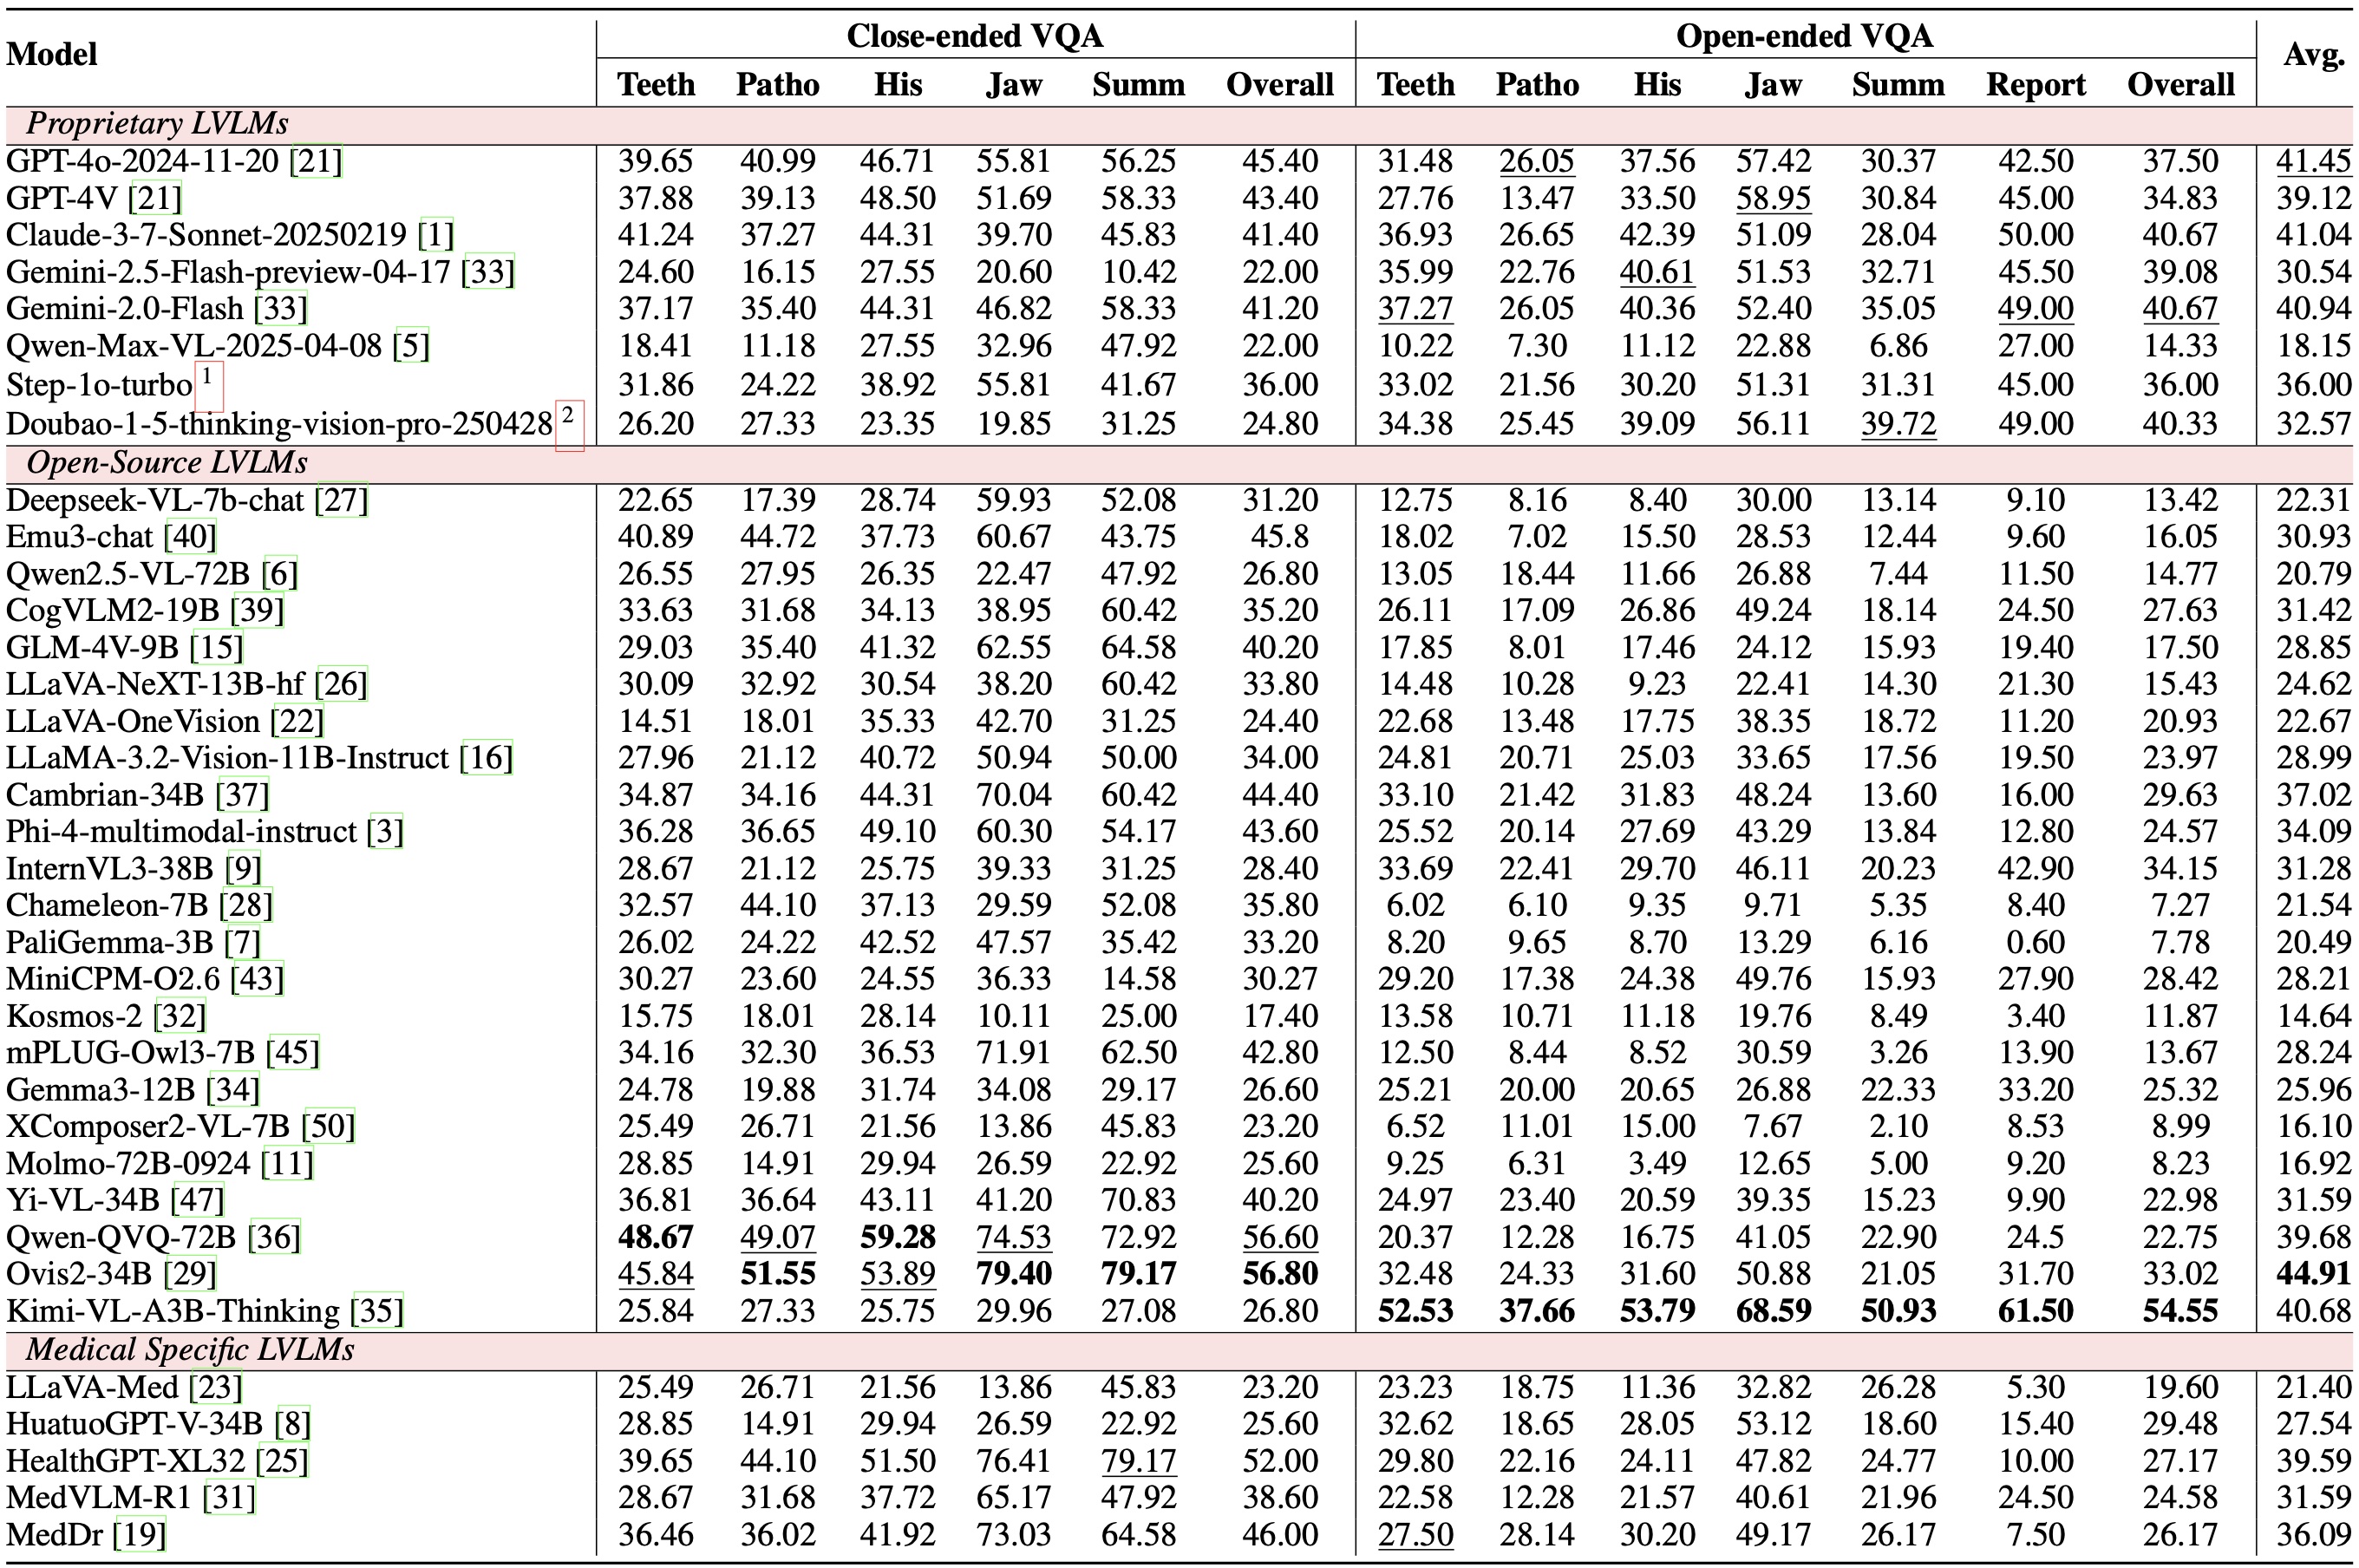 Model Close-ended VQA Open-ended VQA Avg.
Teeth Patho His Jaw Summ Overall Teeth Patho His Jaw Summ Report Overall
Proprietary LVLMs
GPT-4o-2024-11-20 [21] 39.65 40.99 46.71 55.81 56.25 45.40 31.48 26.05 37.56 57.42 30.37 42.50 37.50 41.45
GPT-4V [21] 37.88 39.13 48.50 51.69 58.33 43.40 27.76 13.47 33.50 58.95 30.84 45.00 34.83 39.12
Claude-3-7-Sonnet-20250219 [1] 41.24 37.27 44.31 39.70 45.83 41.40 36.93 26.65 42.39 51.09 28.04 50.00 40.67 41.04
Gemini-2.5-Flash-preview-04-17 [33] 24.60 16.15 27.55 20.60 10.42 22.00 35.99 22.76 40.61 51.53 32.71 45.50 39.08 30.54
Gemini-2.0-Flash [33] 37.17 35.40 44.31 46.82 58.33 41.20 37.27 26.05 40.36 52.40 35.05 49.00 40.67 40.94
Qwen-Max-VL-2025-04-08 [5] 18.41 11.18 27.55 32.96 47.92 22.00 10.22 7.30 11.12 22.88 6.86 27.00 14.33 18.15
Step-1o-turbo 1 31.86 24.22 38.92 55.81 41.67 36.00 33.02 21.56 30.20 51.31 31.31 45.00 36.00 36.00
Doubao-1-5-thinking-vision-pro-250428 2 26.20 27.33 23.35 19.85 31.25 24.80 34.38 25.45 39.09 56.11 39.72 49.00 40.33 32.57
Open-Source LVLMs
Deepseek-VL-7b-chat [27] 22.65 17.39 28.74 59.93 52.08 31.20 12.75 8.16 8.40 30.00 13.14 9.10 13.42 22.31
Emu3-chat [40] 40.89 44.72 37.73 60.67 43.75 45.8 18.02 7.02 15.50 28.53 12.44 9.60 16.05 30.93
Qwen2.5-VL-72B [6] 26.55 27.95 26.35 22.47 47.92 26.80 13.05 18.44 11.66 26.88 7.44 11.50 14.77 20.79
CogVLM2-19B [39] 33.63 31.68 34.13 38.95 60.42 35.20 26.11 17.09 26.86 49.24 18.14 24.50 27.63 31.42
GLM-4V-9B [15] 29.03 35.40 41.32 62.55 64.58 40.20 17.85 8.01 17.46 24.12 15.93 19.40 17.50 28.85
LLaVA-NeXT-13B-hf [26] 30.09 32.92 30.54 38.20 60.42 33.80 14.48 10.28 9.23 22.41 14.30 21.30 15.43 24.62
LLaVA-OneVision [22] 14.51 18.01 35.33 42.70 31.25 24.40 22.68 13.48 17.75 38.35 18.72 11.20 20.93 22.67
LLaMA-3.2-Vision-11B-Instruct [16] 27.96 21.12 40.72 50.94 50.00 34.00 24.81 20.71 25.03 33.65 17.56 19.50 23.97 28.99
Cambrian-34B [37] 34.87 34.16 44.31 70.04 60.42 44.40 33.10 21.42 31.83 48.24 13.60 16.00 29.63 37.02
Phi-4-multimodal-instruct [3] 36.28 36.65 49.10 60.30 54.17 43.60 25.52 20.14 27.69 43.29 13.84 12.80 24.57 34.09
InternVL3-38B [9] 28.67 21.12 25.75 39.33 31.25 28.40 33.69 22.41 29.70 46.11 20.23 42.90 34.15 31.28
Chameleon-7B [28] 32.57 44.10 37.13 29.59 52.08 35.80 6.02 6.10 9.35 9.71 5.35 8.40 7.27 21.54
PaliGemma-3B [7] 26.02 24.22 42.52 47.57 35.42 33.20 8.20 9.65 8.70 13.29 6.16 0.60 7.78 20.49
MiniCPM-O2.6 [43] 30.27 23.60 24.55 36.33 14.58 30.27 29.20 17.38 24.38 49.76 15.93 27.90 28.42 28.21
Kosmos-2 [32] 15.75 18.01 28.14 10.11 25.00 17.40 13.58 10.71 11.18 19.76 8.49 3.40 11.87 14.64
mPLUG-Owl3-7B [45] 34.16 32.30 36.53 71.91 62.50 42.80 12.50 8.44 8.52 30.59 3.26 13.90 13.67 28.24
Gemma3-12B [34] 24.78 19.88 31.74 34.08 29.17 26.60 25.21 20.00 20.65 26.88 22.33 33.20 25.32 25.96
XComposer2-VL-7B [50] 25.49 26.71 21.56 13.86 45.83 23.20 6.52 11.01 15.00 7.67 2.10 8.53 8.99 16.10
Molmo-72B-0924 [11] 28.85 14.91 29.94 26.59 22.92 25.60 9.25 6.31 3.49 12.65 5.00 9.20 8.23 16.92
Yi-VL-34B [47] 36.81 36.64 43.11 41.20 70.83 40.20 24.97 23.40 20.59 39.35 15.23 9.90 22.98 31.59
Qwen-QVQ-72B [36] 48.67 49.07 59.28 74.53 72.92 56.60 20.37 12.28 16.75 41.05 22.90 24.5 22.75 39.68
Ovis2-34B [29] 45.84 51.55 53.89 79.40 79.17 56.80 32.48 24.33 31.60 50.88 21.05 31.70 33.02 44.91
Kimi-VL-A3B-Thinking [35] 25.84 27.33 25.75 29.96 27.08 26.80 52.53 37.66 53.79 68.59 50.93 61.50 54.55 40.68
Medical Specific LVLMs
LLaVA-Med [23] 25.49 26.71 21.56 13.86 45.83 23.20 23.23 18.75 11.36 32.82 26.28 5.30 19.60 21.40
HuatuoGPT-V-34B [8] 28.85 14.91 29.94 26.59 22.92 25.60 32.62 18.65 28.05 53.12 18.60 15.40 29.48 27.54
HealthGPT-XL32 [25] 39.65 44.10 51.50 76.41 79.17 52.00 29.80 22.16 24.11 47.82 24.77 10.00 27.17 39.59
MedVLM-R1 [31] 28.67 31.68 37.72 65.17 47.92 38.60 22.58 12.28 21.57 40.61 21.96 24.50 24.58 31.59
MedDr [19] 36.46 36.02 41.92 73.03 64.58 46.00 27.50 28.14 30.20 49.17 26.17 7.50 26.17 36.09